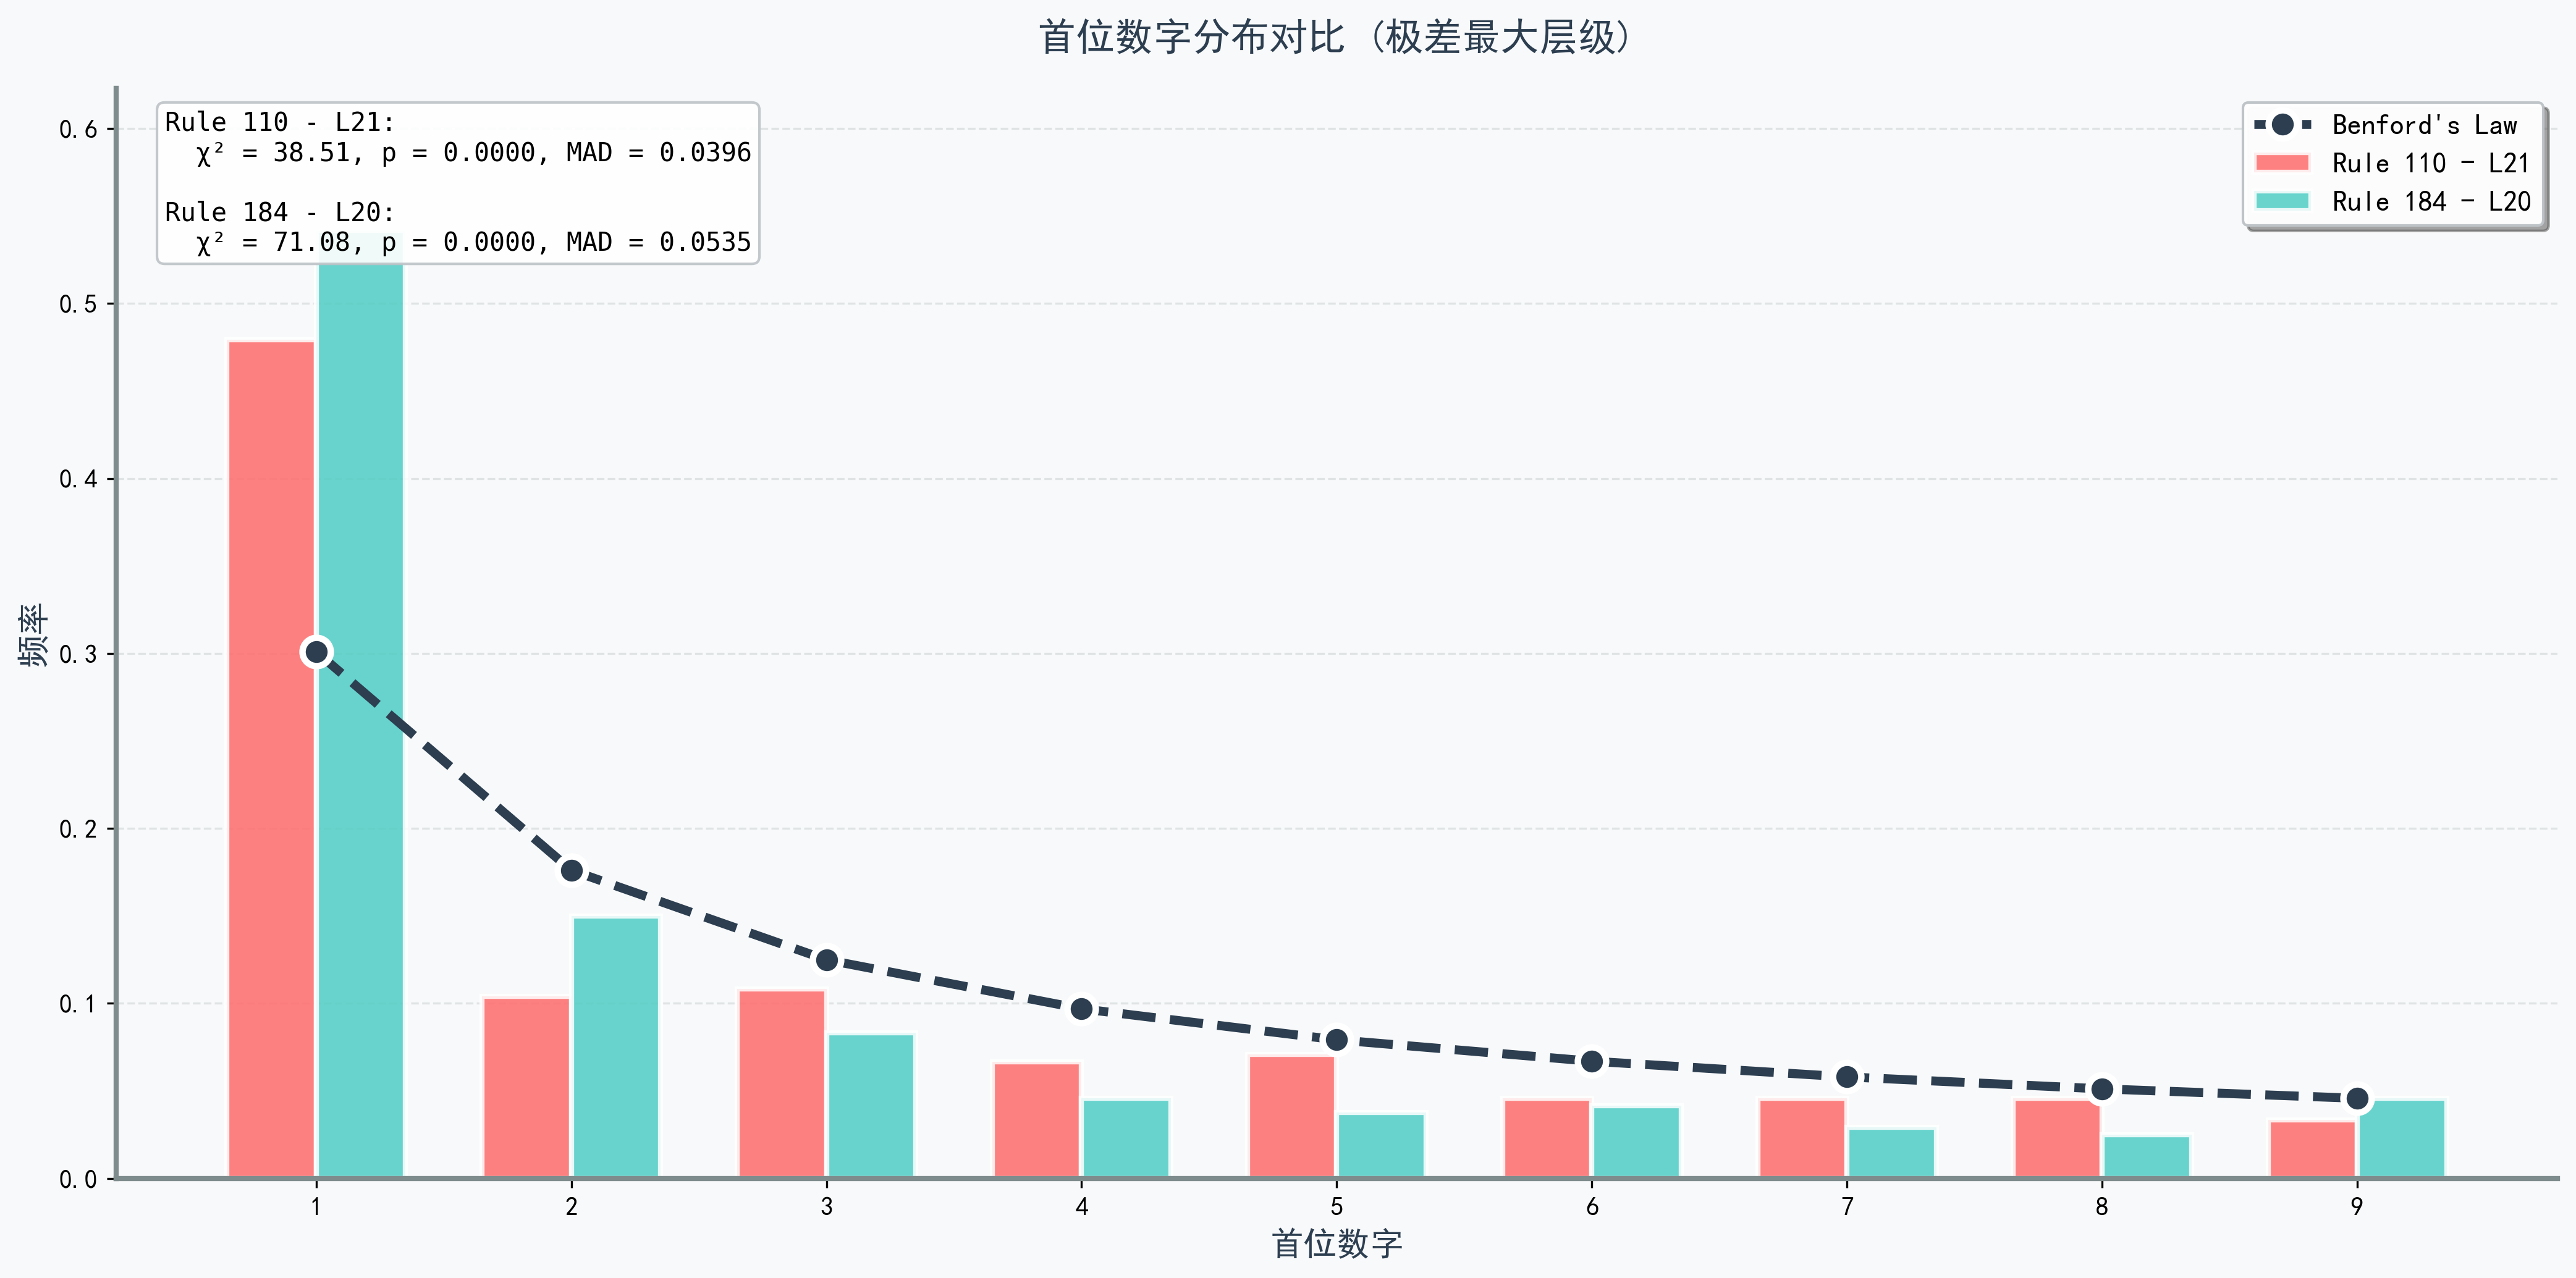 首位数字分布对比 (极差最大层级)
Rule 110 - L21:
χ² = 38.51, p = 0.0000, MAD = 0.0396
Rule 184 - L20:
χ² = 71.08, p = 0.0000, MAD = 0.0535
Benford's Law
Rule 110 - L21
Rule 184 - L20
频率
0.6
0.5
0.4
0.3
0.2
0.1
0.0
1 2 3 4 5 6 7 8 9
首位数字